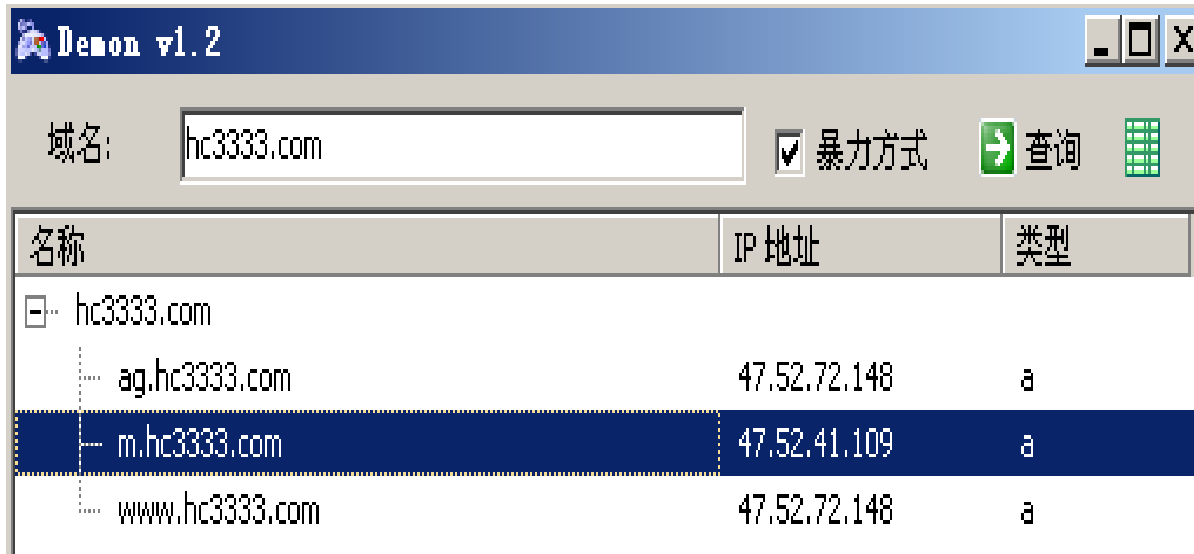 Demon v1.2
域名: hc3333.com 暴力方式 查询
名称 IP 地址 类型
hc3333.com
ag.hc3333.com 47.52.72.148 a
m.hc3333.com 47.52.41.109 a
www.hc3333.com 47.52.72.148 a